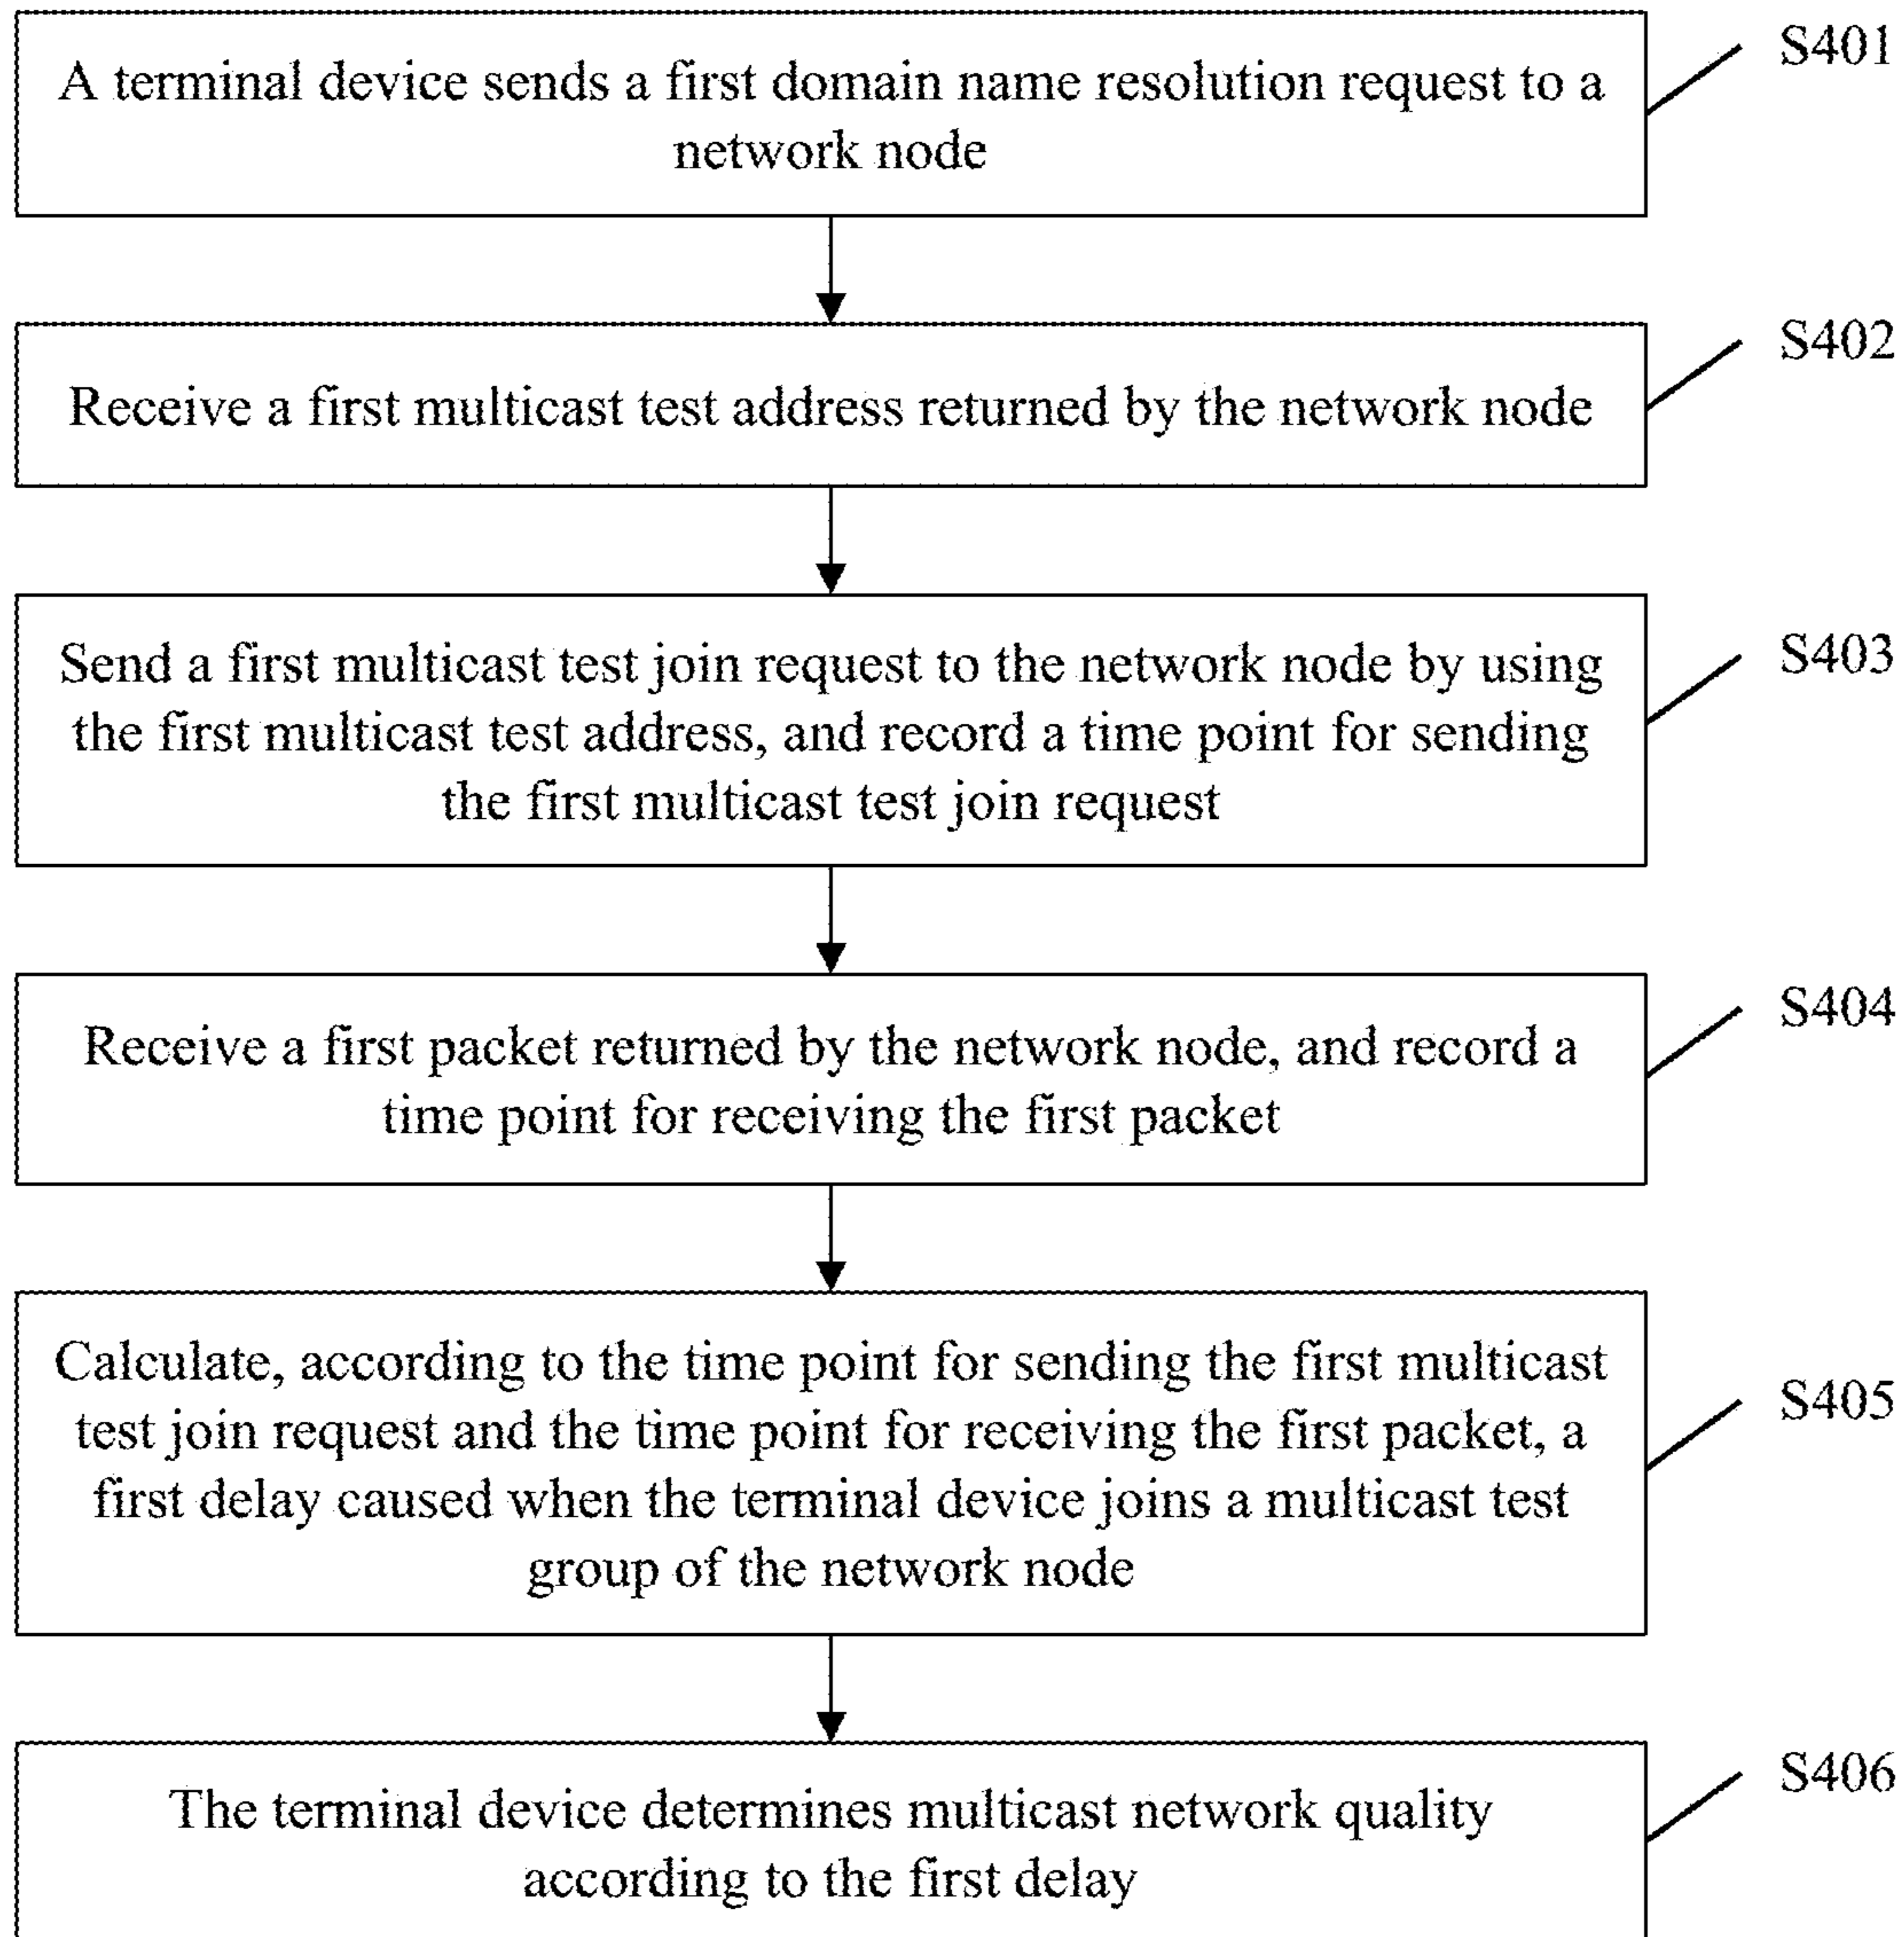 A terminal device sends a first domain name resolution request to a
network node
S401
Receive a first multicast test address returned by the network node
S402
Send a first multicast test join request to the network node by using
the first multicast test address, and record a time point for sending
the first multicast test join request
S403
Receive a first packet returned by the network node, and record a
time point for receiving the first packet
S404
Calculate, according to the time point for sending the first multicast
test join request and the time point for receiving the first packet, a
first delay caused when the terminal device joins a multicast test
group of the network node
S405
The terminal device determines multicast network quality
according to the first delay
S406